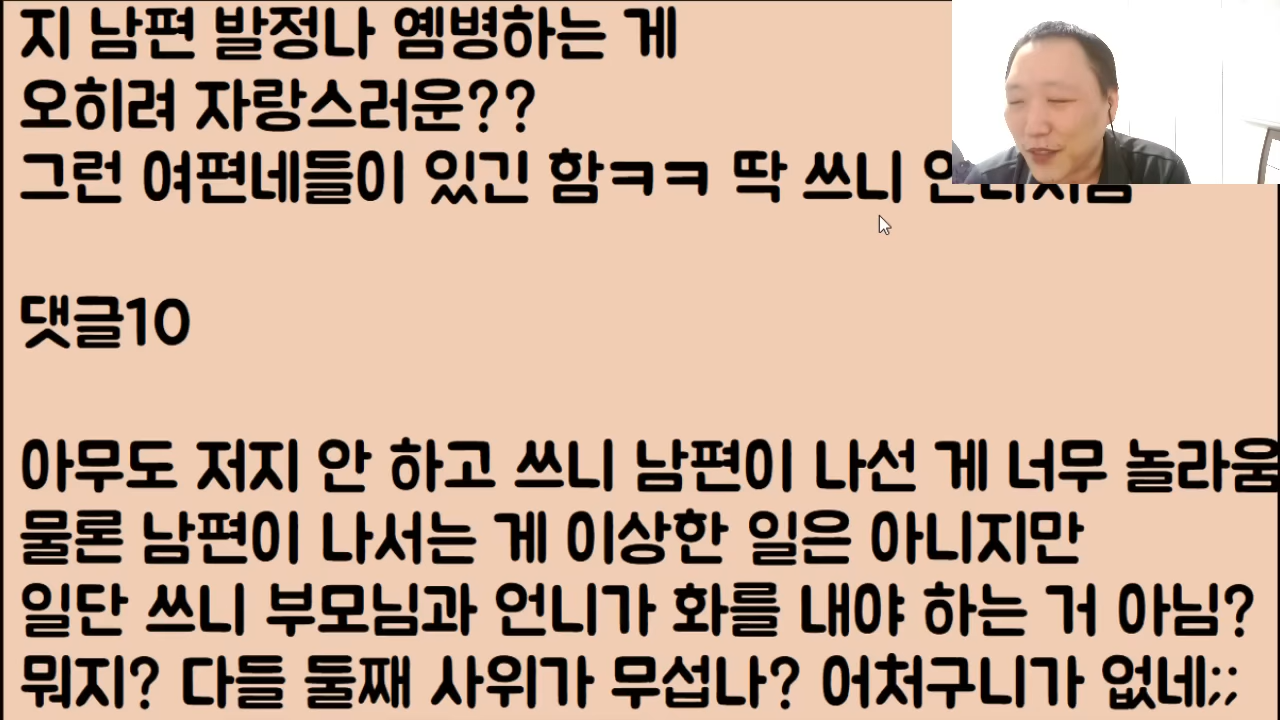 지 남편 발정나 옘병하는 게
오히려 자랑스러운??
그런 여편네들이 있긴 함ㅋㅋ 딱 쓰니
댓글10
아무도 저지 안 하고 쓰니 남편이 나선 게 너무 놀라움
물론 남편이 나서는 게 이상한 일은 아니지만
일단 쓰니 부모님과 언니가 화를 내야 하는 거 아님?
뭐지? 다들 둘째 사위가 무섭나? 어처구니가 없네;;